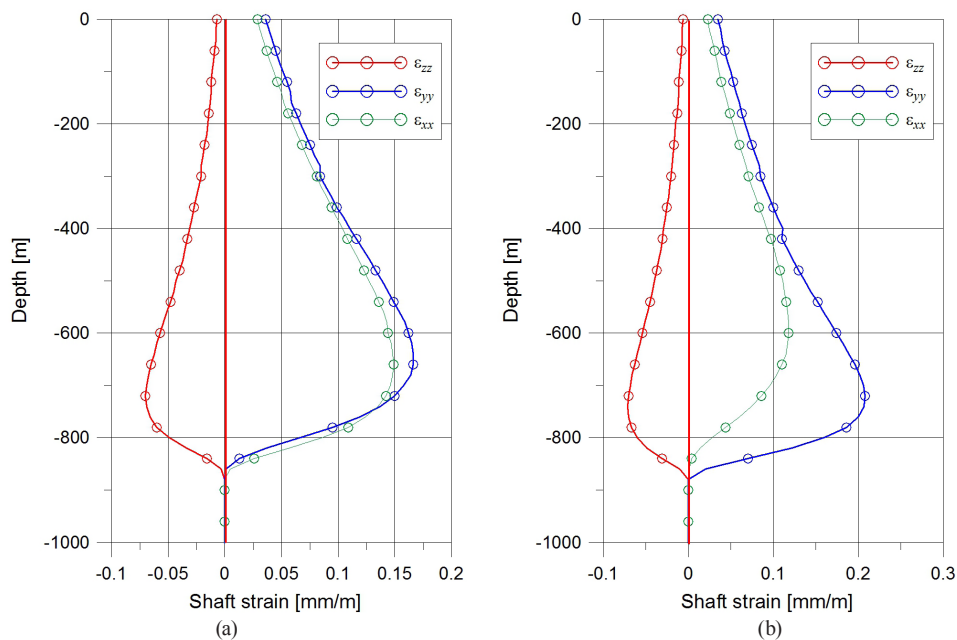 0
-200
-400
-600
-800
-1000
Depth [m]
-0.1 -0.05 0 0.05 0.1 0.15 0.2
Shaft strain [mm/m]
(a)
εzz
εyy
εxx
0
-200
-400
-600
-800
-1000
Depth [m]
-0.1 0 0.1 0.2 0.3
Shaft strain [mm/m]
(b)
εzz
εyy
εxx